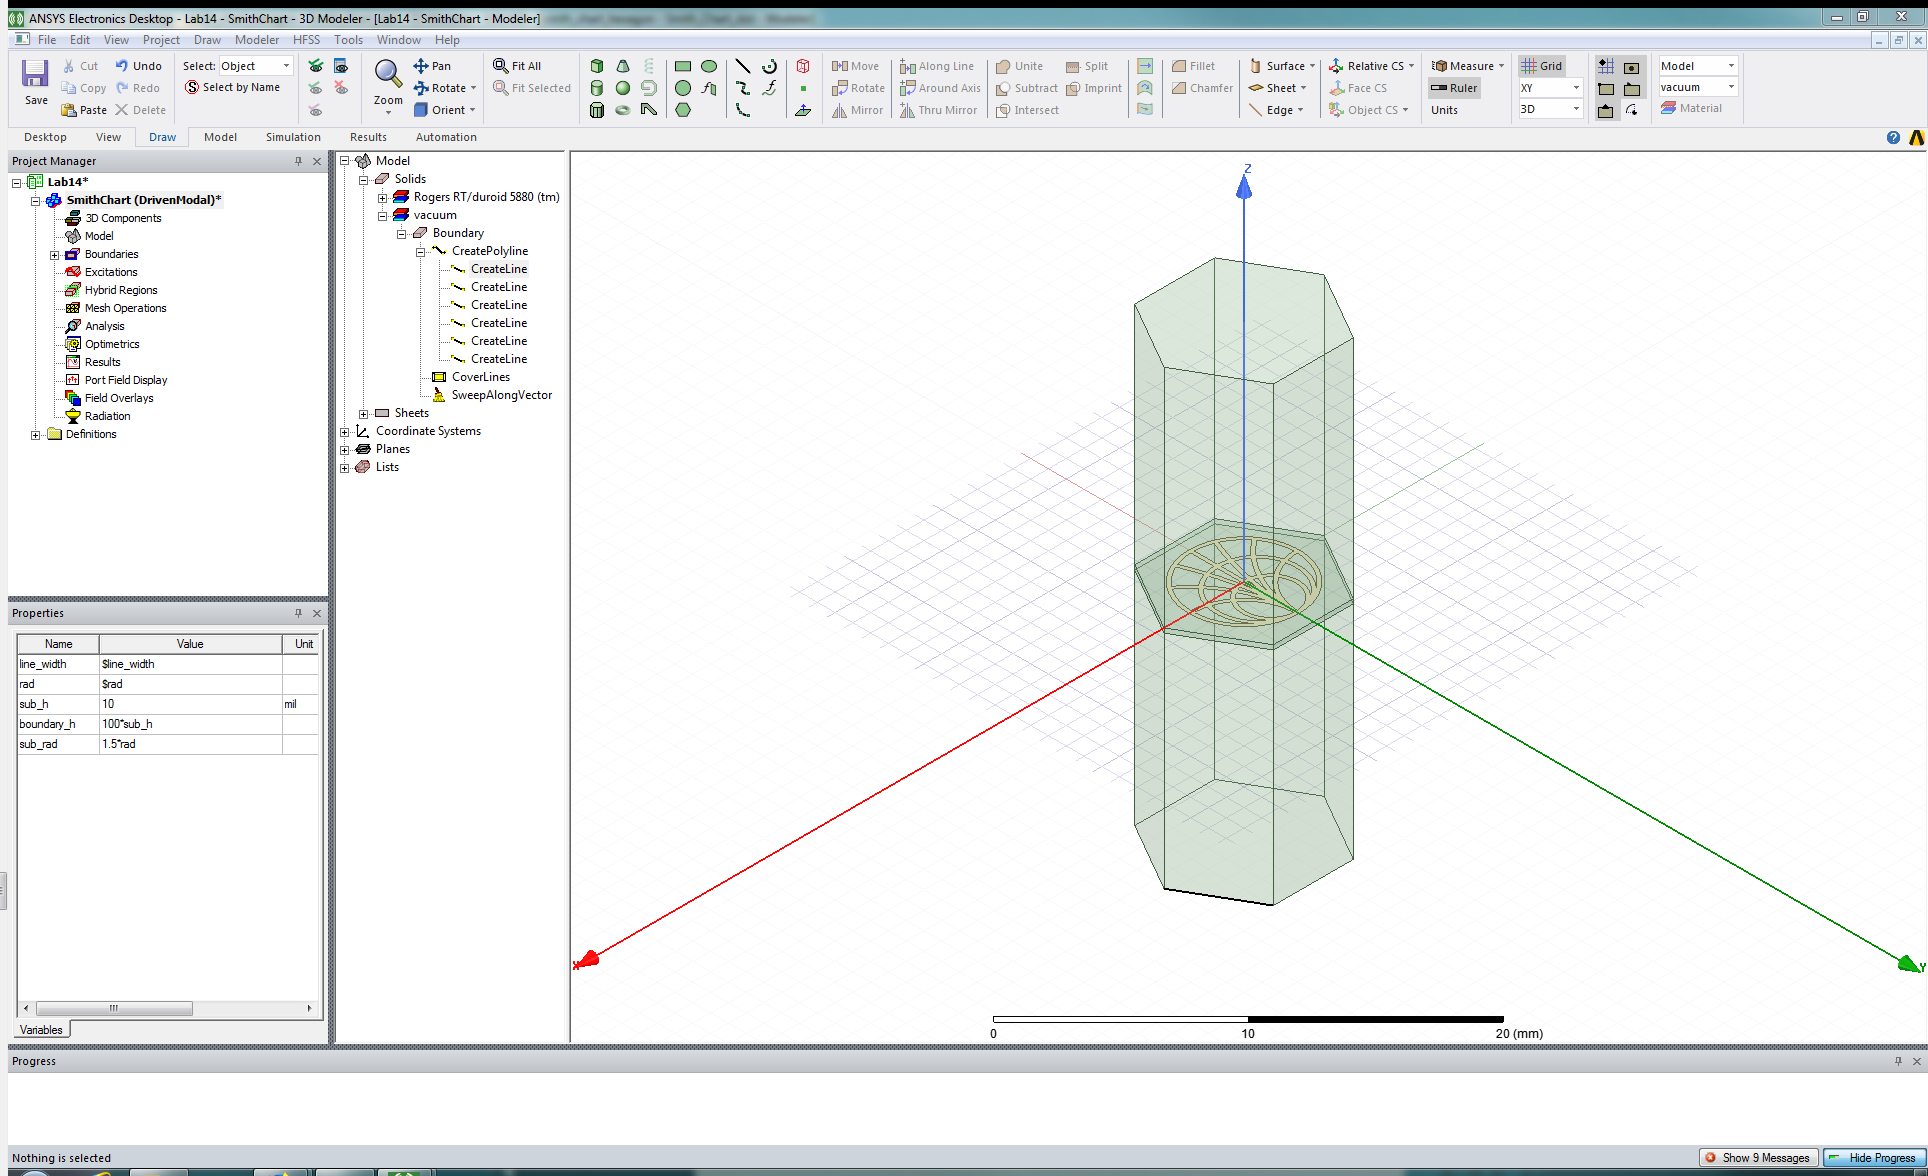 ANSYS Electronics Desktop - Lab14 - SmithChart - 3D Modeler - [Lab14 - SmithChart - Modeler]
File Edit View Project Draw Modeler HFSS Tools Window Help
Save
Cut Undo
Copy Redo
Paste Delete
Select: Object
Select by Name
Zoom
Pan
Rotate
Orient
Fit All
Fit Selected
Move Along Line
Rotate Around Axis
Mirror Thru Mirror
Unite Split
Subtract Imprint
Intersect
Fillet
Chamfer
Surface
Sheet
Edge
Relative CS
Face CS
Object CS
Measure
Ruler
Units
Grid
XY
3D
Model
vacuum
Material
Desktop View Draw Model Simulation Results Automation
Project Manager
Lab14*
SmithChart (DrivenModal)*
3D Components
Model
Boundaries
Excitations
Hybrid Regions
Mesh Operations
Analysis
Optimetrics
Results
Port Field Display
Field Overlays
Radiation
Definitions
Properties
Name Value Unit
line_width $line_width
rad $rad
sub_h 10 mil
boundary_h 100*sub_h
sub_rad 1.5*rad
Variables
Model
Solids
Rogers RT/duroid 5880 (tm)
vacuum
Boundary
CreatePolyline
CreateLine
CreateLine
CreateLine
CreateLine
CreateLine
CreateLine
CoverLines
SweepAlongVector
Sheets
Coordinate Systems
Planes
Lists
Z
X
Y
0 10 20 (mm)
Progress
Nothing is selected
Show 9 Messages Hide Progress